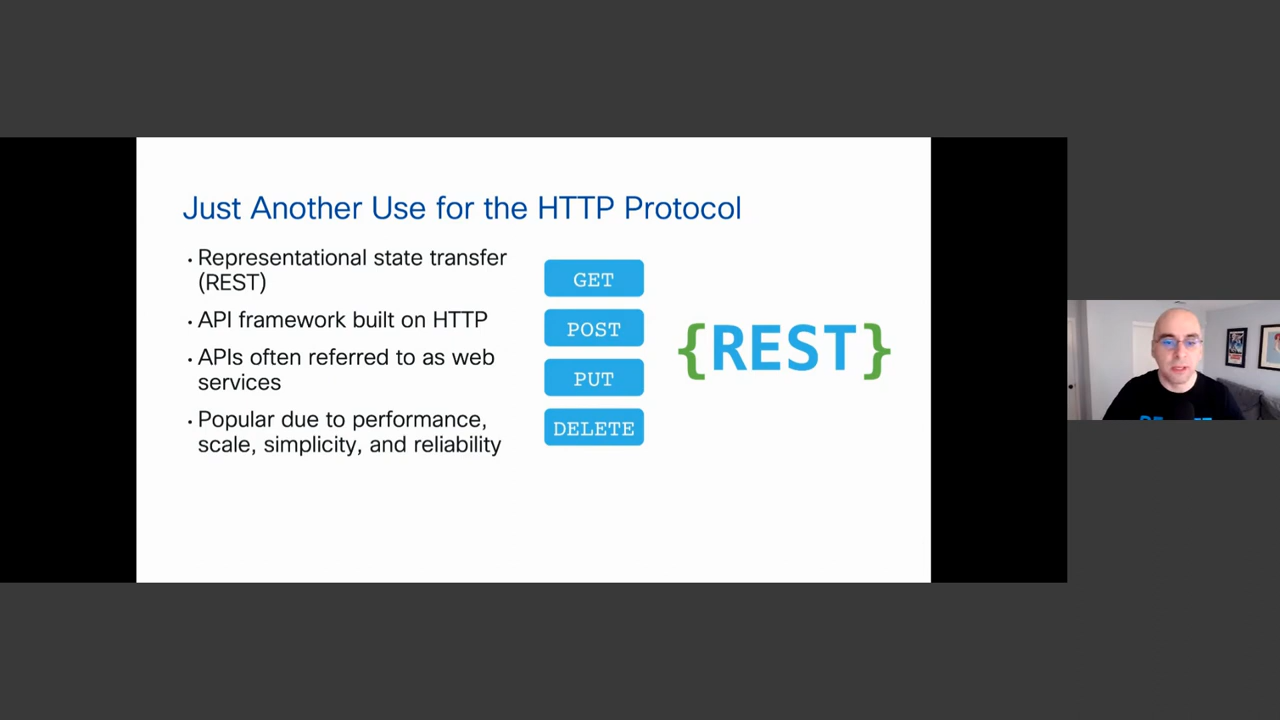 Just Another Use for the HTTP Protocol
• Representational state transfer
(REST)
• API framework built on HTTP
• APIs often referred to as web
services
• Popular due to performance,
scale, simplicity, and reliability
GET
POST
PUT
DELETE
{REST}